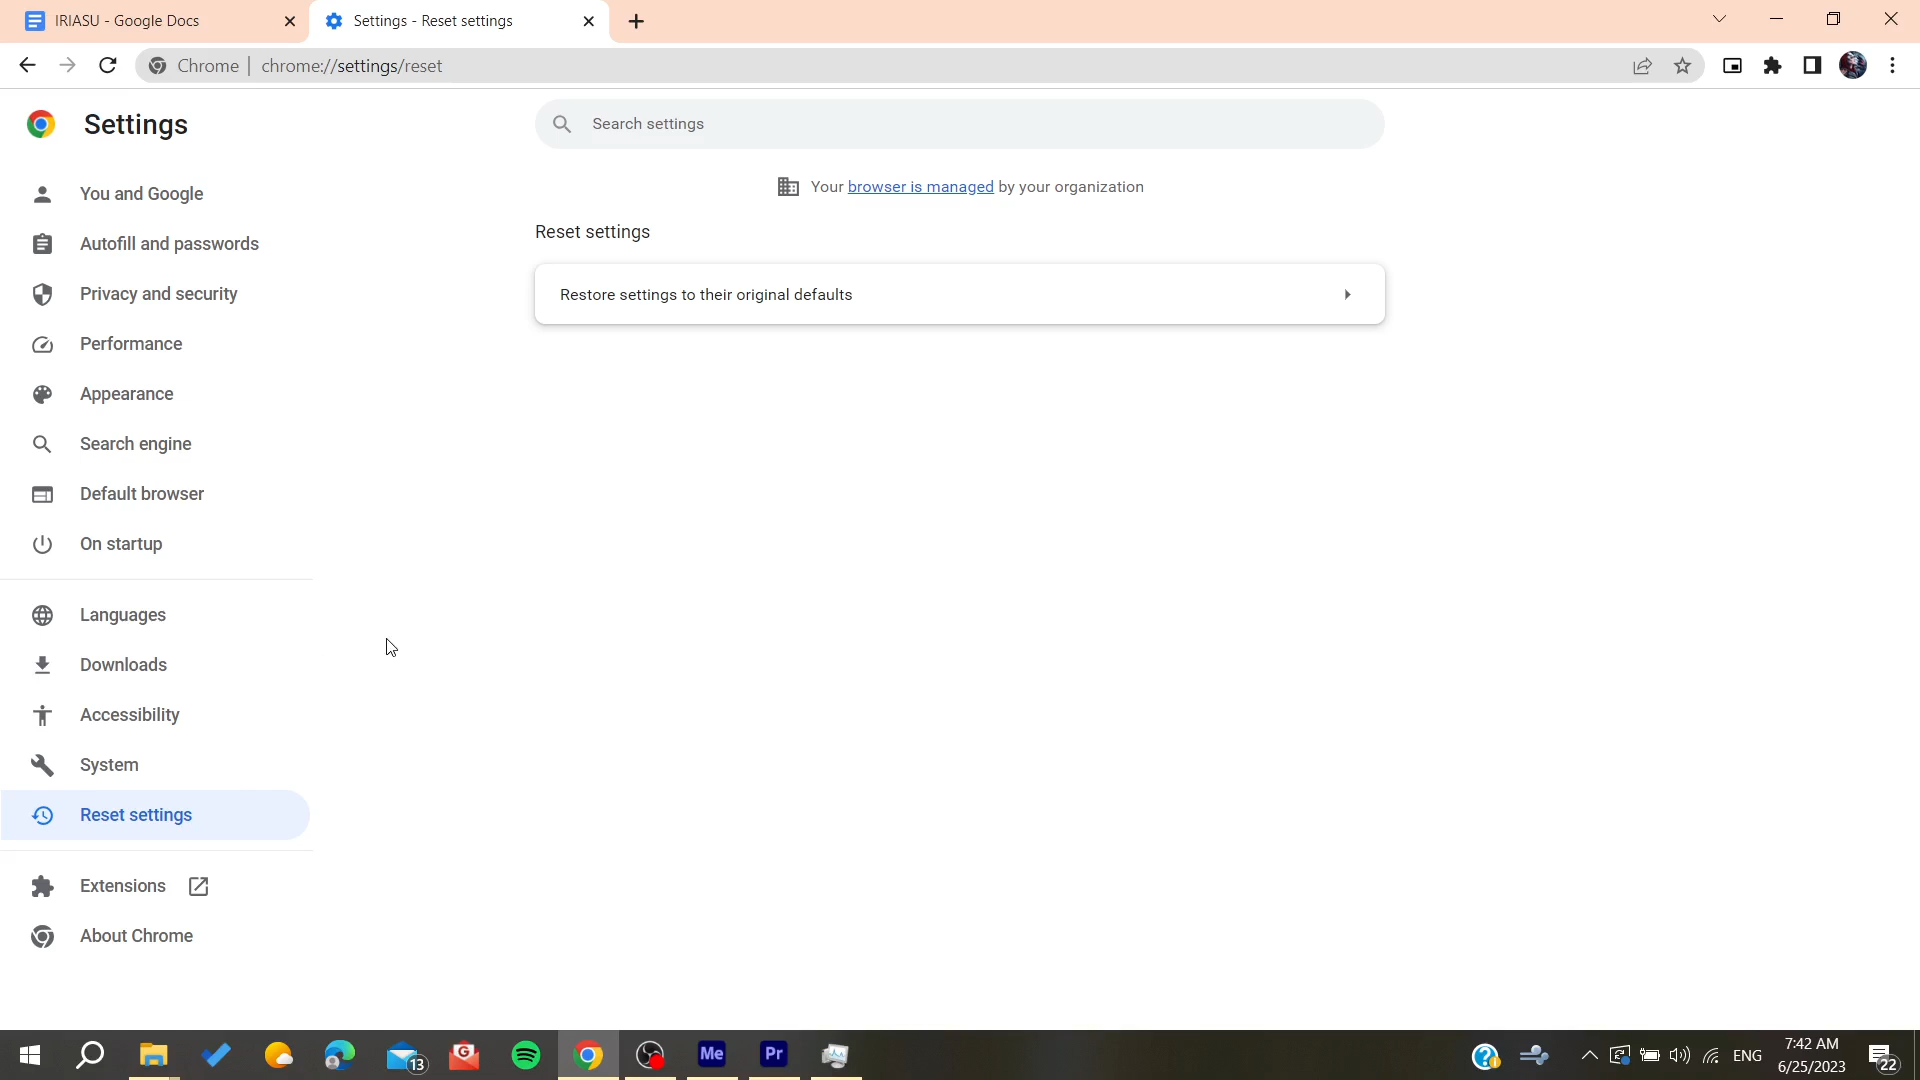 IRIASU - Google Docs
Settings - Reset settings
Chrome
chrome://settings/reset
Settings
Search settings
Your browser is managed by your organization
You and Google
Autofill and passwords
Privacy and security
Performance
Appearance
Search engine
Default browser
On startup
Languages
Downloads
Accessibility
System
Reset settings
Extensions
About Chrome
Reset settings
Restore settings to their original defaults
13
G
Me
Pr
ENG
7:42 AM
6/25/2023
22